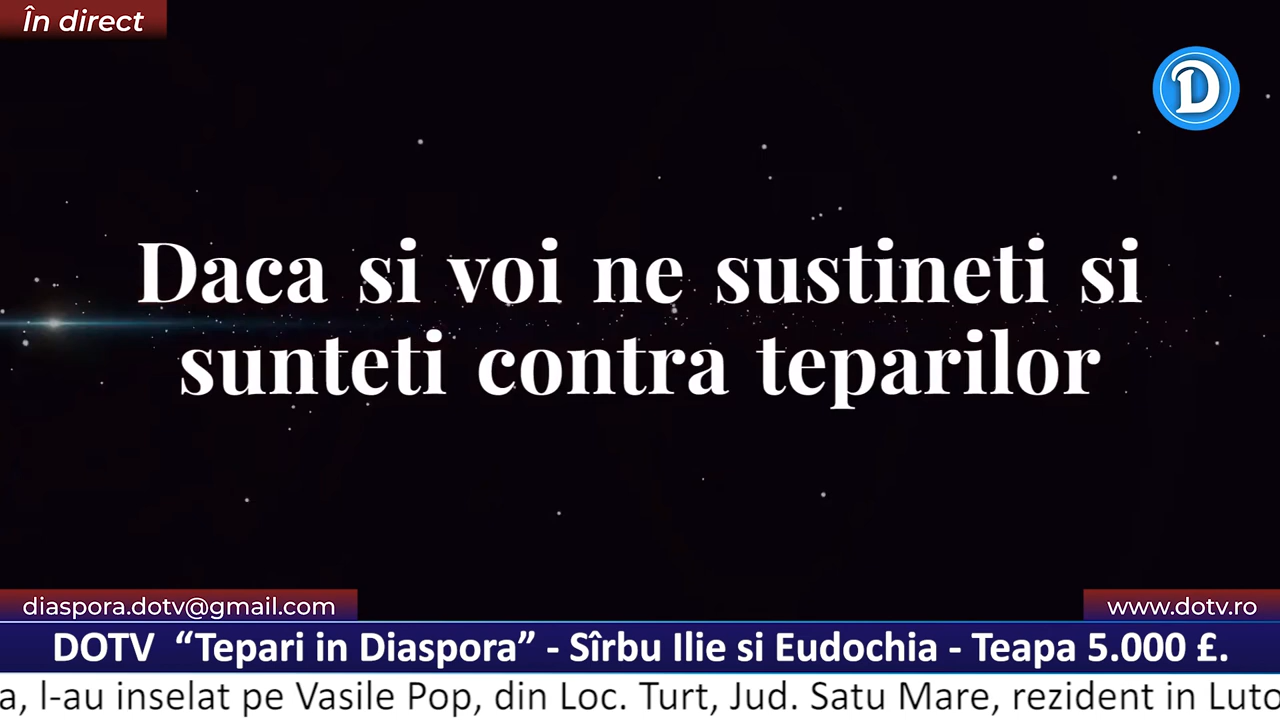 În direct
D
Daca si voi ne sustineti si
sunteti contra teparilor
diaspora.dotv@gmail.com
www.dotv.ro
DOTV “Tepari in Diaspora” - Sîrbu Ilie si Eudochia - Teapa 5.000 £.
a, l-au inselat pe Vasile Pop, din Loc. Turt, Jud. Satu Mare, rezident in Luto